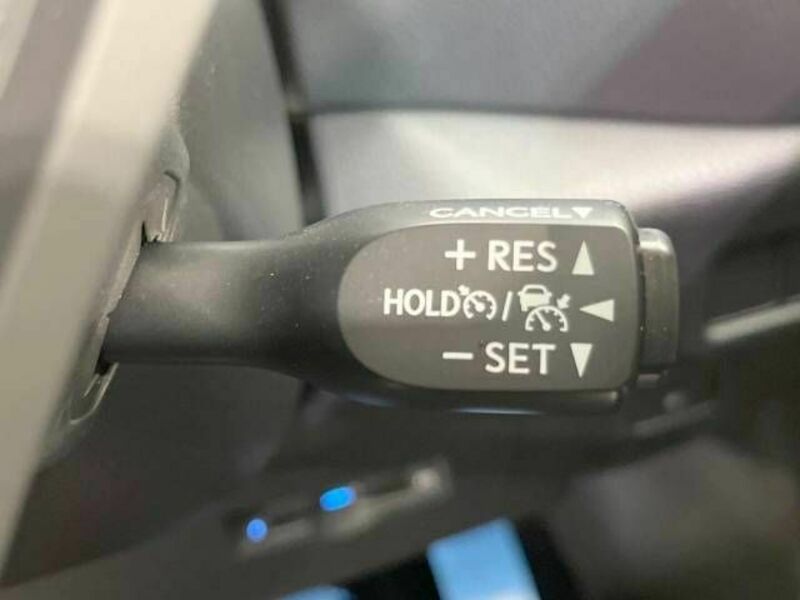 CANCEL▼
+ RES ▲
HOLD / ◀
− SET ▼